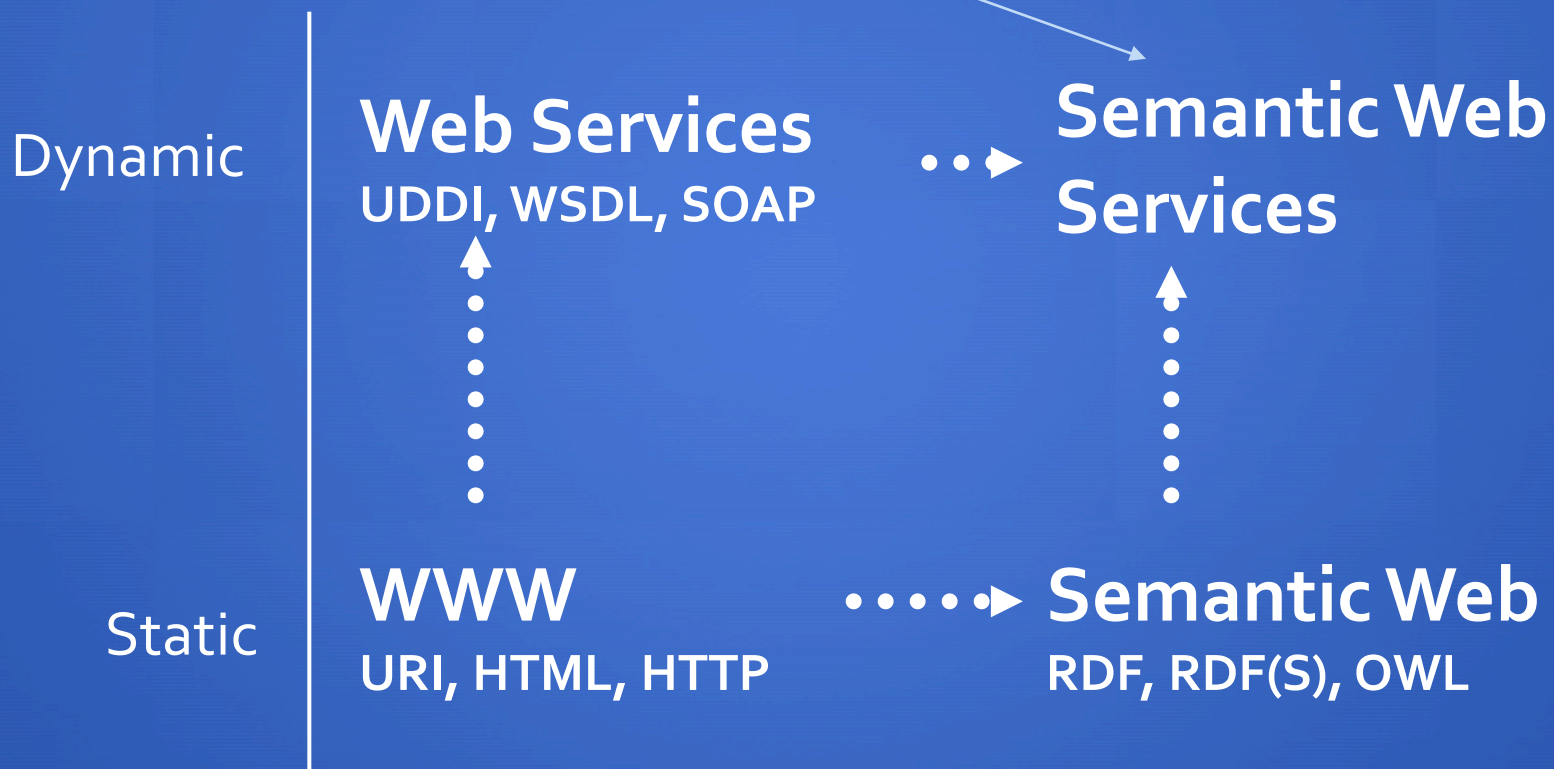 Dynamic
Web Services
UDDI, WSDL, SOAP
Semantic Web
Services
Static
WWW
URI, HTML, HTTP
Semantic Web
RDF, RDF(S), OWL